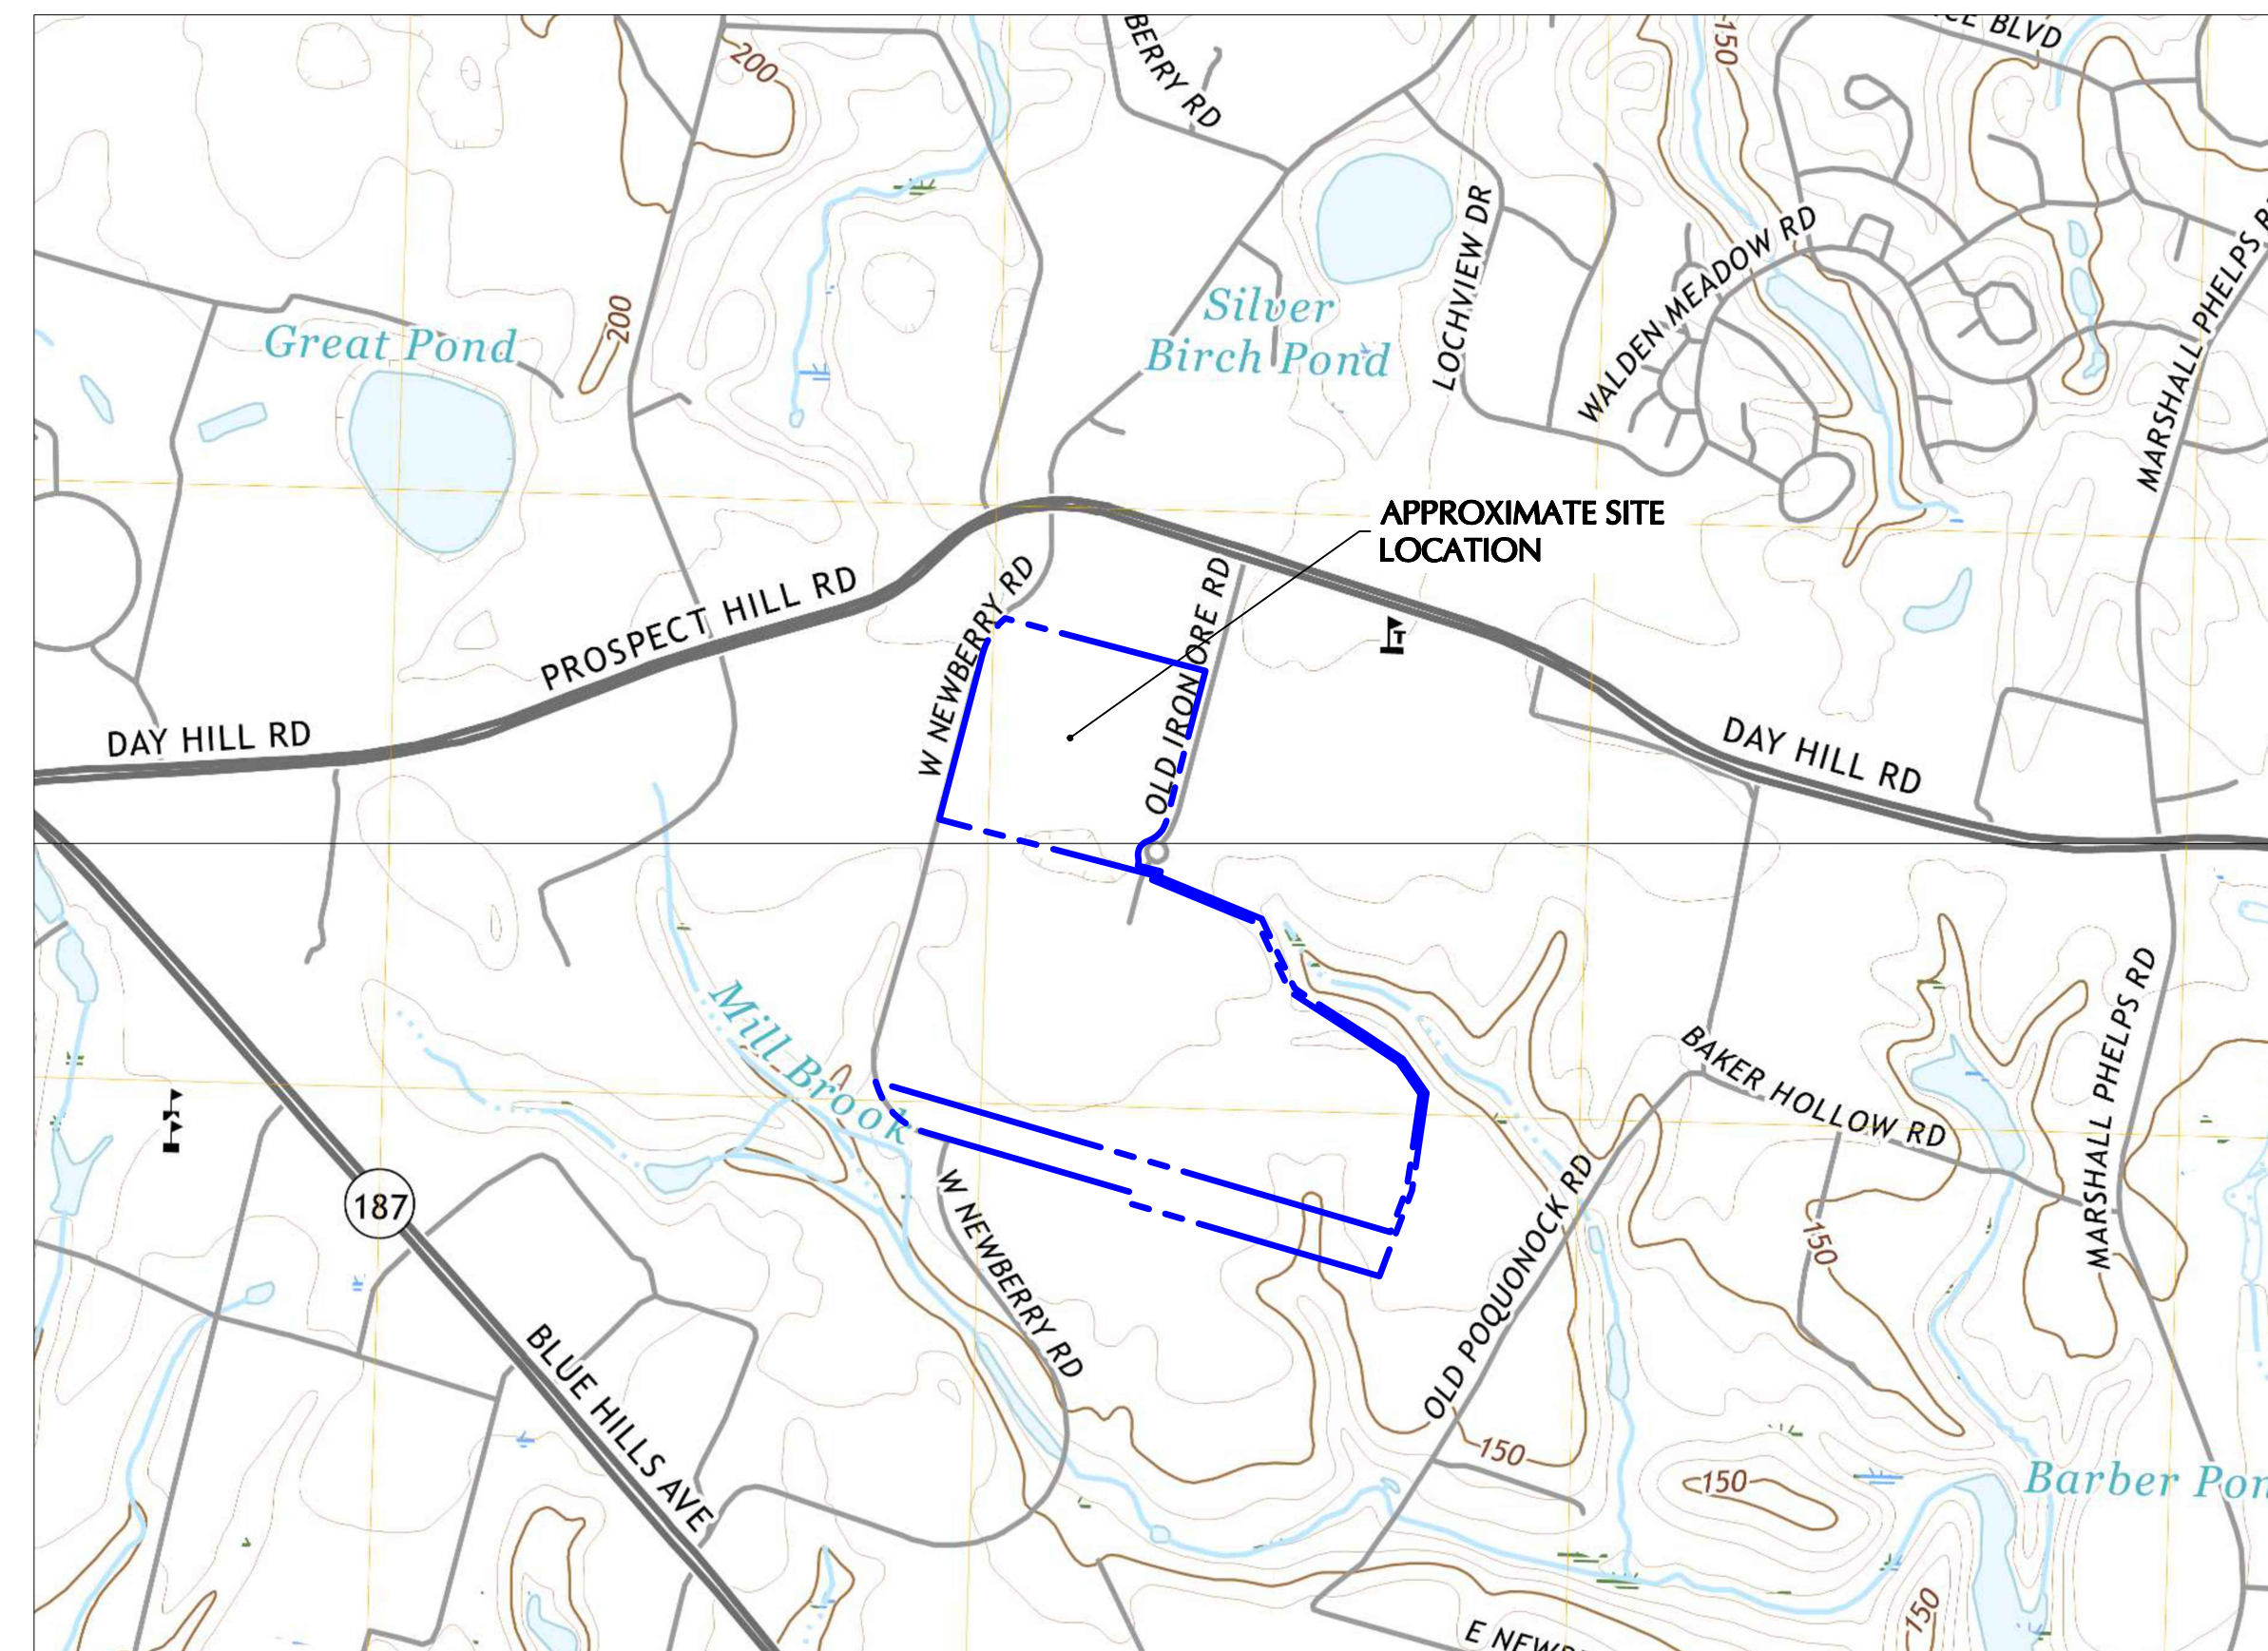 BERRY RD
BLVD
200
150
LOCHVIEW DR
WALDEN MEADOW RD
MARSHALL PHELPS
Silver
Birch Pond
Great Pond
200
APPROXIMATE SITE
LOCATION
W NEWBERRY RD
OLD IRON ORE RD
PROSPECT HILL RD
T
DAY HILL RD
DAY HILL RD
Mill Brook
BAKER HOLLOW RD
MARSHALL PHELPS RD
187
W NEWBERRY RD
OLD POQUONOCK RD
150
BLUE HILLS AVE
150
150
Barber Pon
150
E NEW